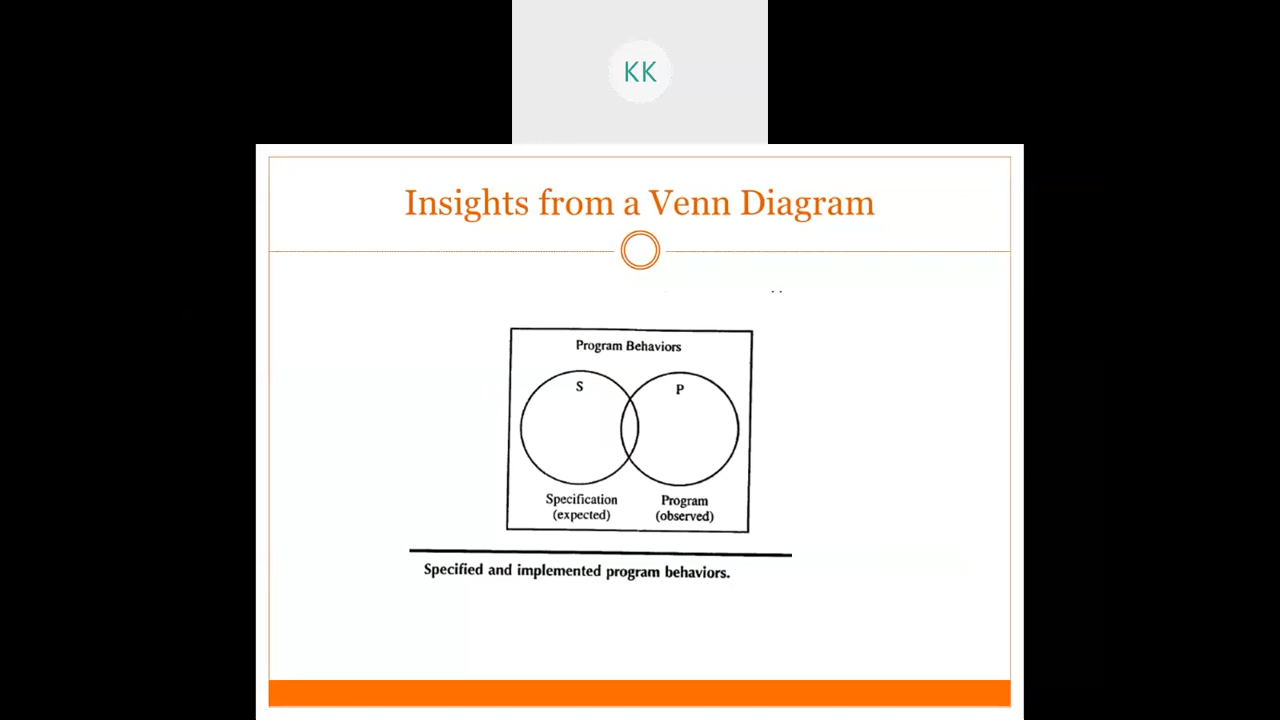 KK
Insights from a Venn Diagram
Program Behaviors
S
P
Specification
(expected)
Program
(observed)
Specified and implemented program behaviors.